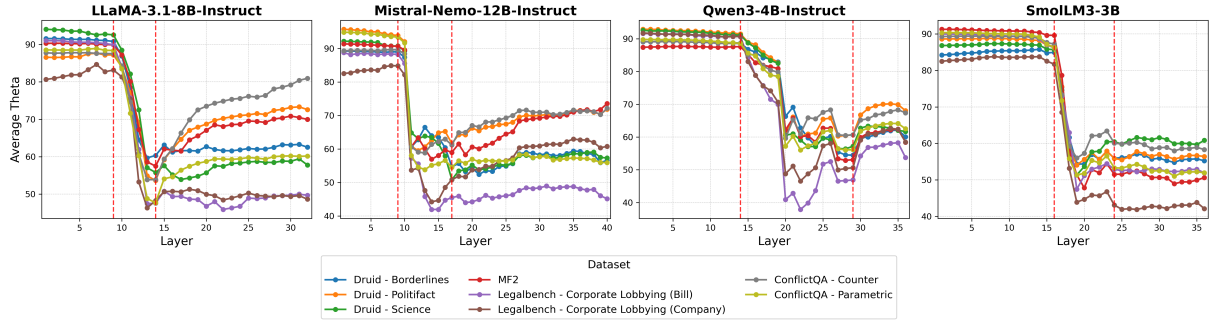 LLaMA-3.1-8B-Instruct
Mistral-Nemo-12B-Instruct
Qwen3-4B-Instruct
SmolLM3-3B
Average Theta
90
80
70
60
50
5
10
15
20
25
30
Layer
90
80
70
60
50
40
5
10
15
20
25
30
35
40
Layer
90
80
70
60
50
40
5
10
15
20
25
30
35
Layer
90
80
70
60
50
40
5
10
15
20
25
30
35
Layer
Dataset
Druid - Borderlines
Druid - Politifact
Druid - Science
MF2
Legalbench - Corporate Lobbying (Bill)
Legalbench - Corporate Lobbying (Company)
ConflictQA - Counter
ConflictQA - Parametric